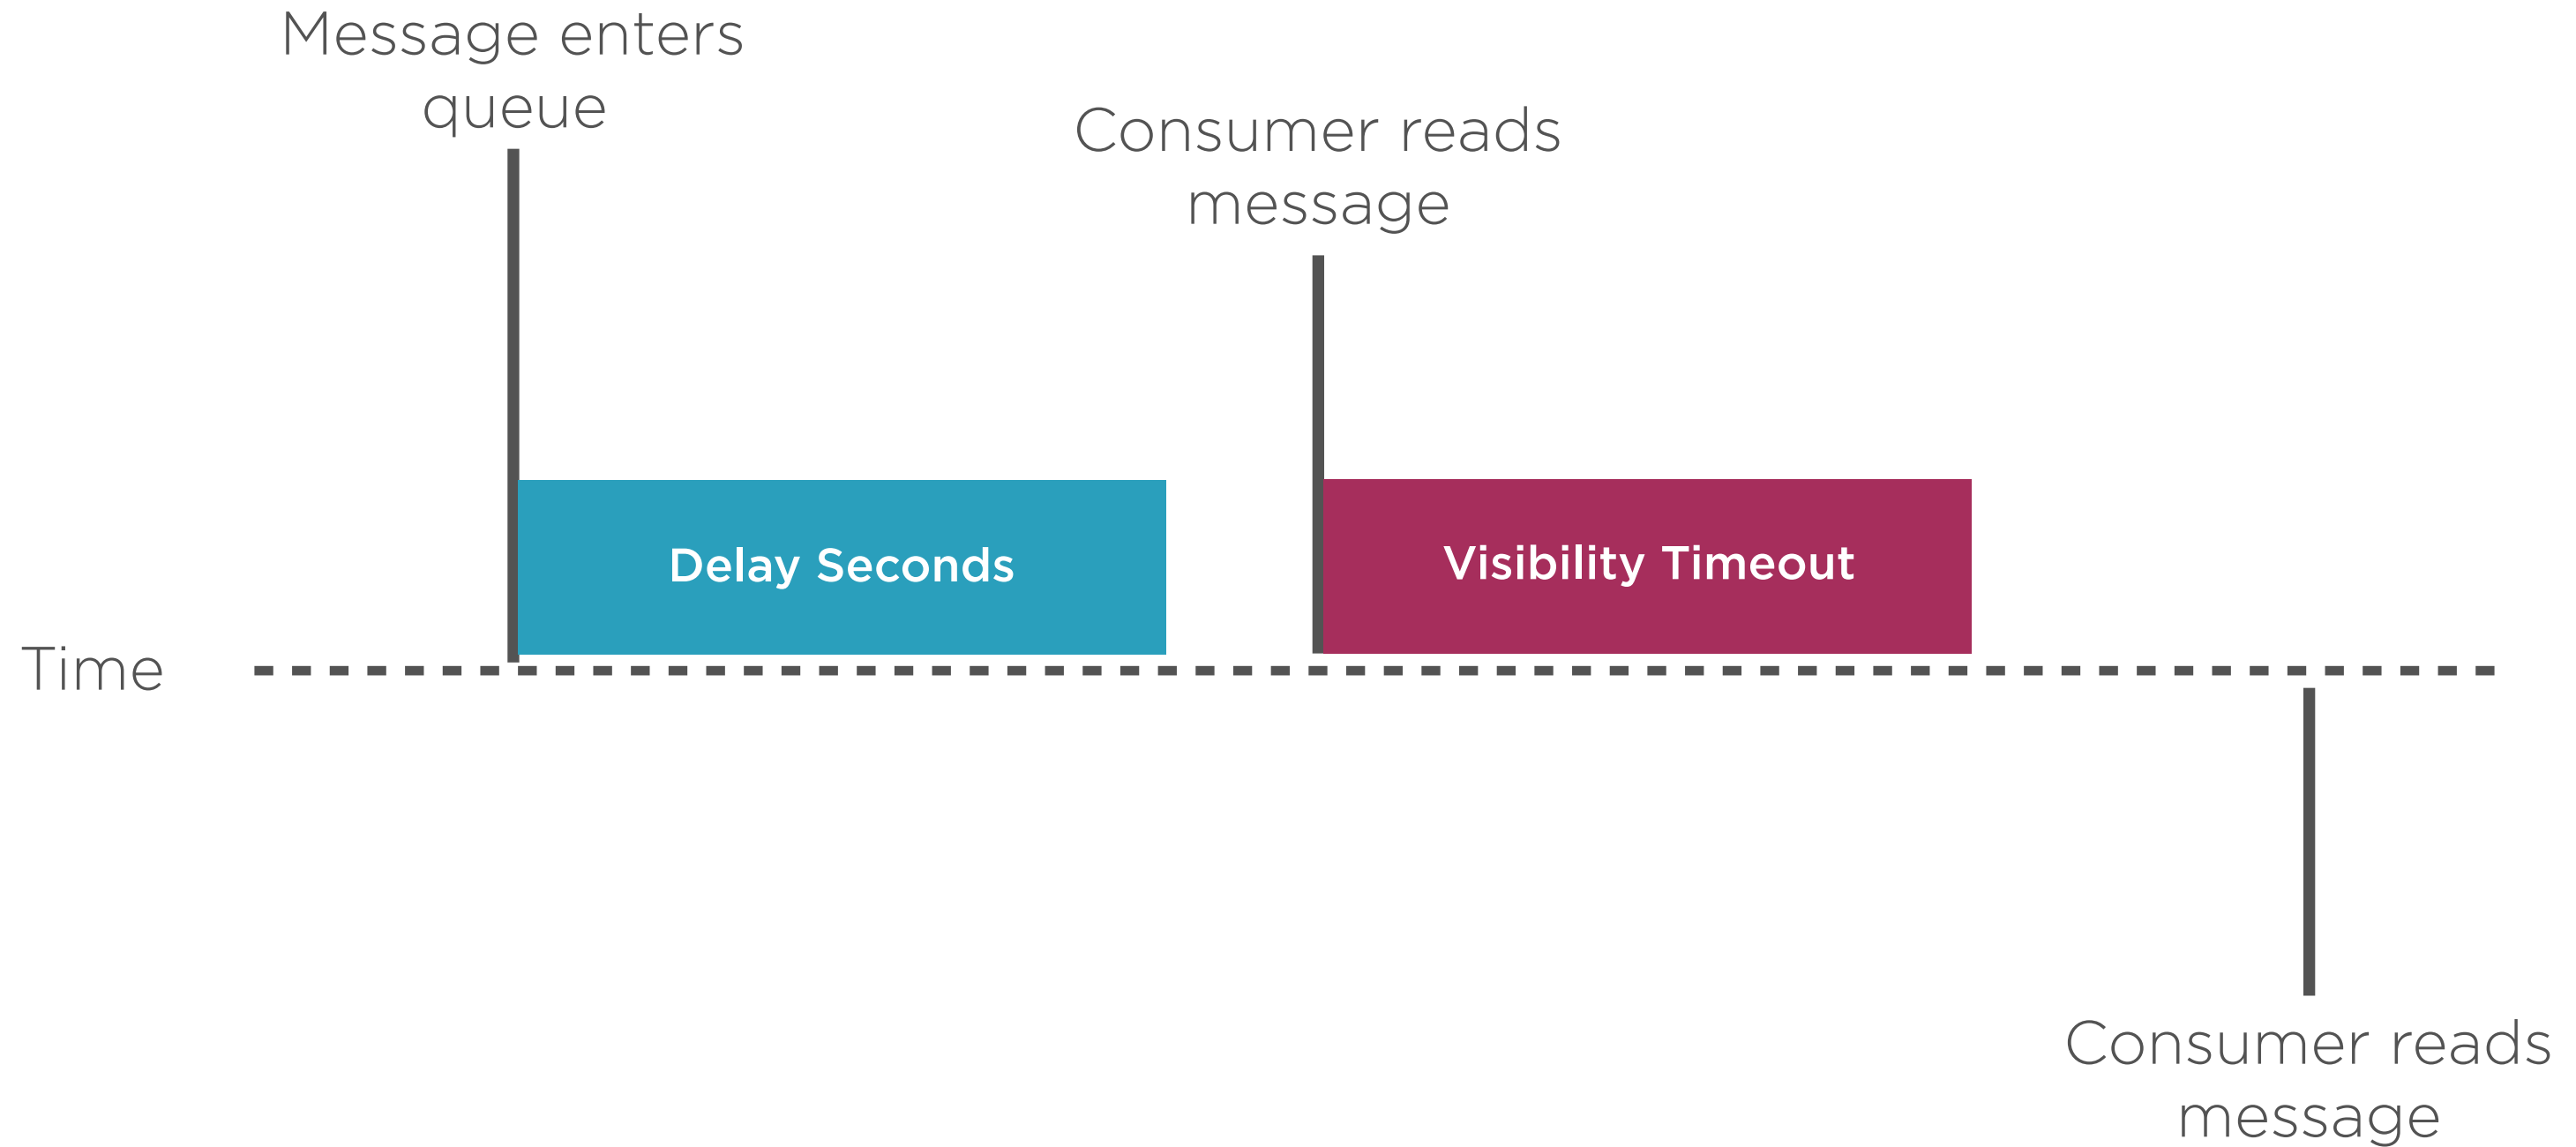 Message enters
queue
Consumer reads
message
Delay Seconds
Visibility Timeout
Time
Consumer reads
message